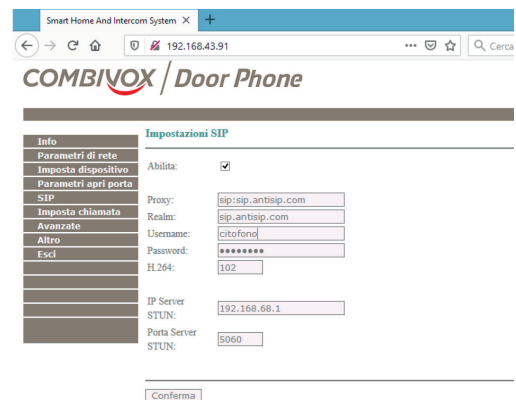 Smart Home And Intercom System × +
192.168.43.91 ••• Cerca
COMBIVOX / Door Phone
Info
Parametri di rete
Imposta dispositivo
Parametri apri porta
SIP
Imposta chiamata
Avanzate
Altro
Esci
Impostazioni SIP
Abilita:
Proxy: sip:sip.antisip.com
Realm: sip.antisip.com
Username: citofono
Password: ••••••••
H.264: 102
IP Server
STUN: 192.168.68.1
Porta Server
STUN: 5060
Conferma